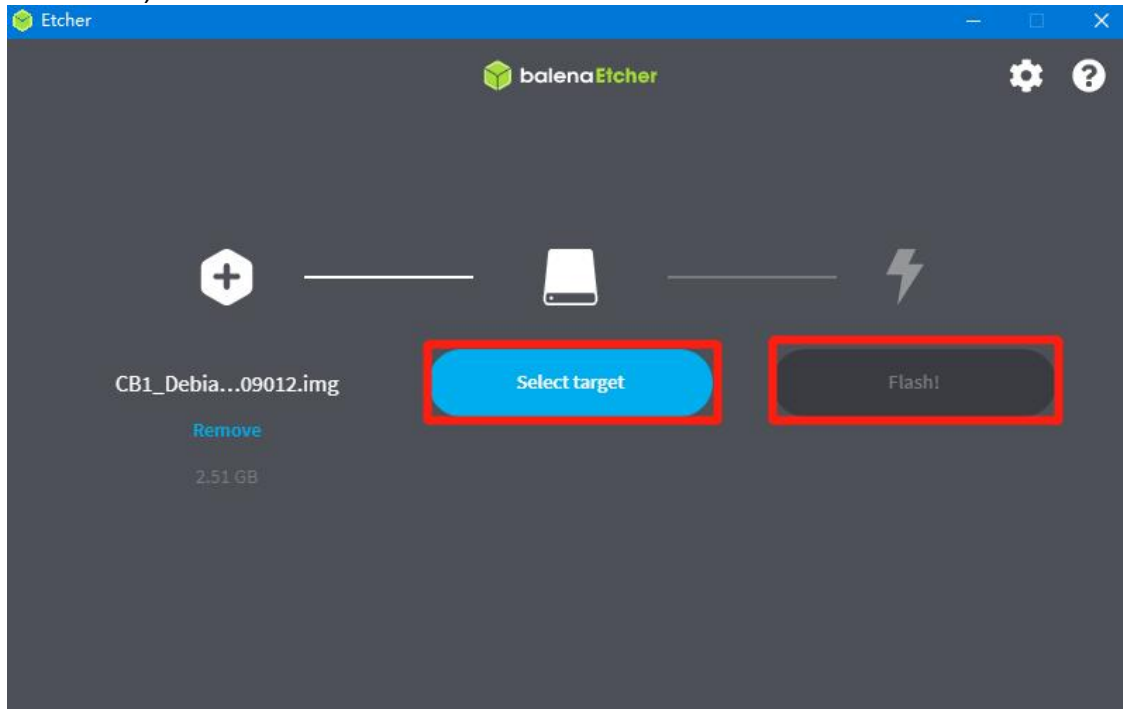 Etcher
balenaEtcher
Select target
Flash!
CB1_Debia...09012.img
Remove
2.51 GB